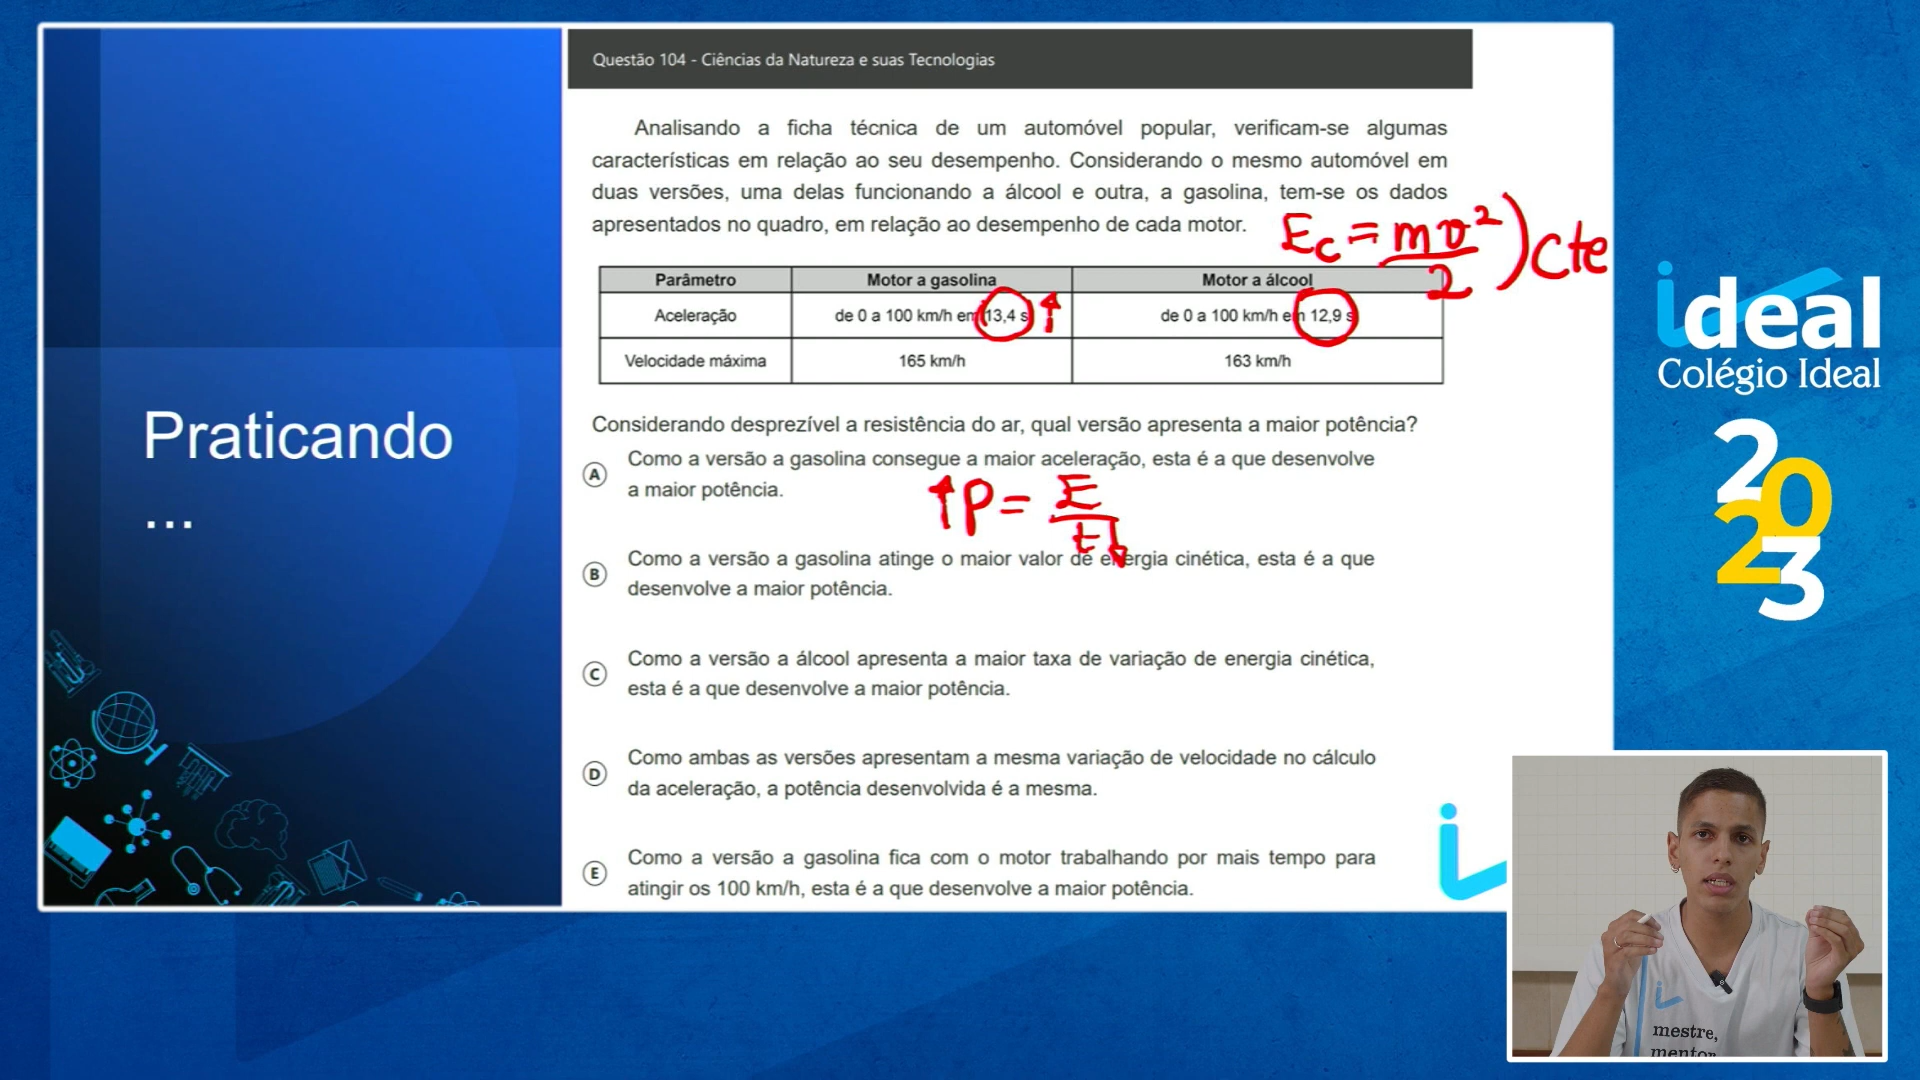 Praticando
...
Questão 104 - Ciências da Natureza e suas Tecnologias
Analisando a ficha técnica de um automóvel popular, verificam-se algumas
características em relação ao seu desempenho. Considerando o mesmo automóvel em
duas versões, uma delas funcionando a álcool e outra, a gasolina, tem-se os dados
apresentados no quadro, em relação ao desempenho de cada motor.
Ec = mv²/2) cte
Parâmetro Motor a gasolina Motor a álcool
Aceleração de 0 a 100 km/h em 13,4 s ↑ de 0 a 100 km/h em 12,9 s
Velocidade máxima 165 km/h 163 km/h
Considerando desprezível a resistência do ar, qual versão apresenta a maior potência?
A Como a versão a gasolina consegue a maior aceleração, esta é a que desenvolve
a maior potência.
↑P = E/t↓
B Como a versão a gasolina atinge o maior valor de energia cinética, esta é a que
desenvolve a maior potência.
C Como a versão a álcool apresenta a maior taxa de variação de energia cinética,
esta é a que desenvolve a maior potência.
D Como ambas as versões apresentam a mesma variação de velocidade no cálculo
da aceleração, a potência desenvolvida é a mesma.
E Como a versão a gasolina fica com o motor trabalhando por mais tempo para
atingir os 100 km/h, esta é a que desenvolve a maior potência.
ideal
Colégio Ideal
2023
mestre,
mentor